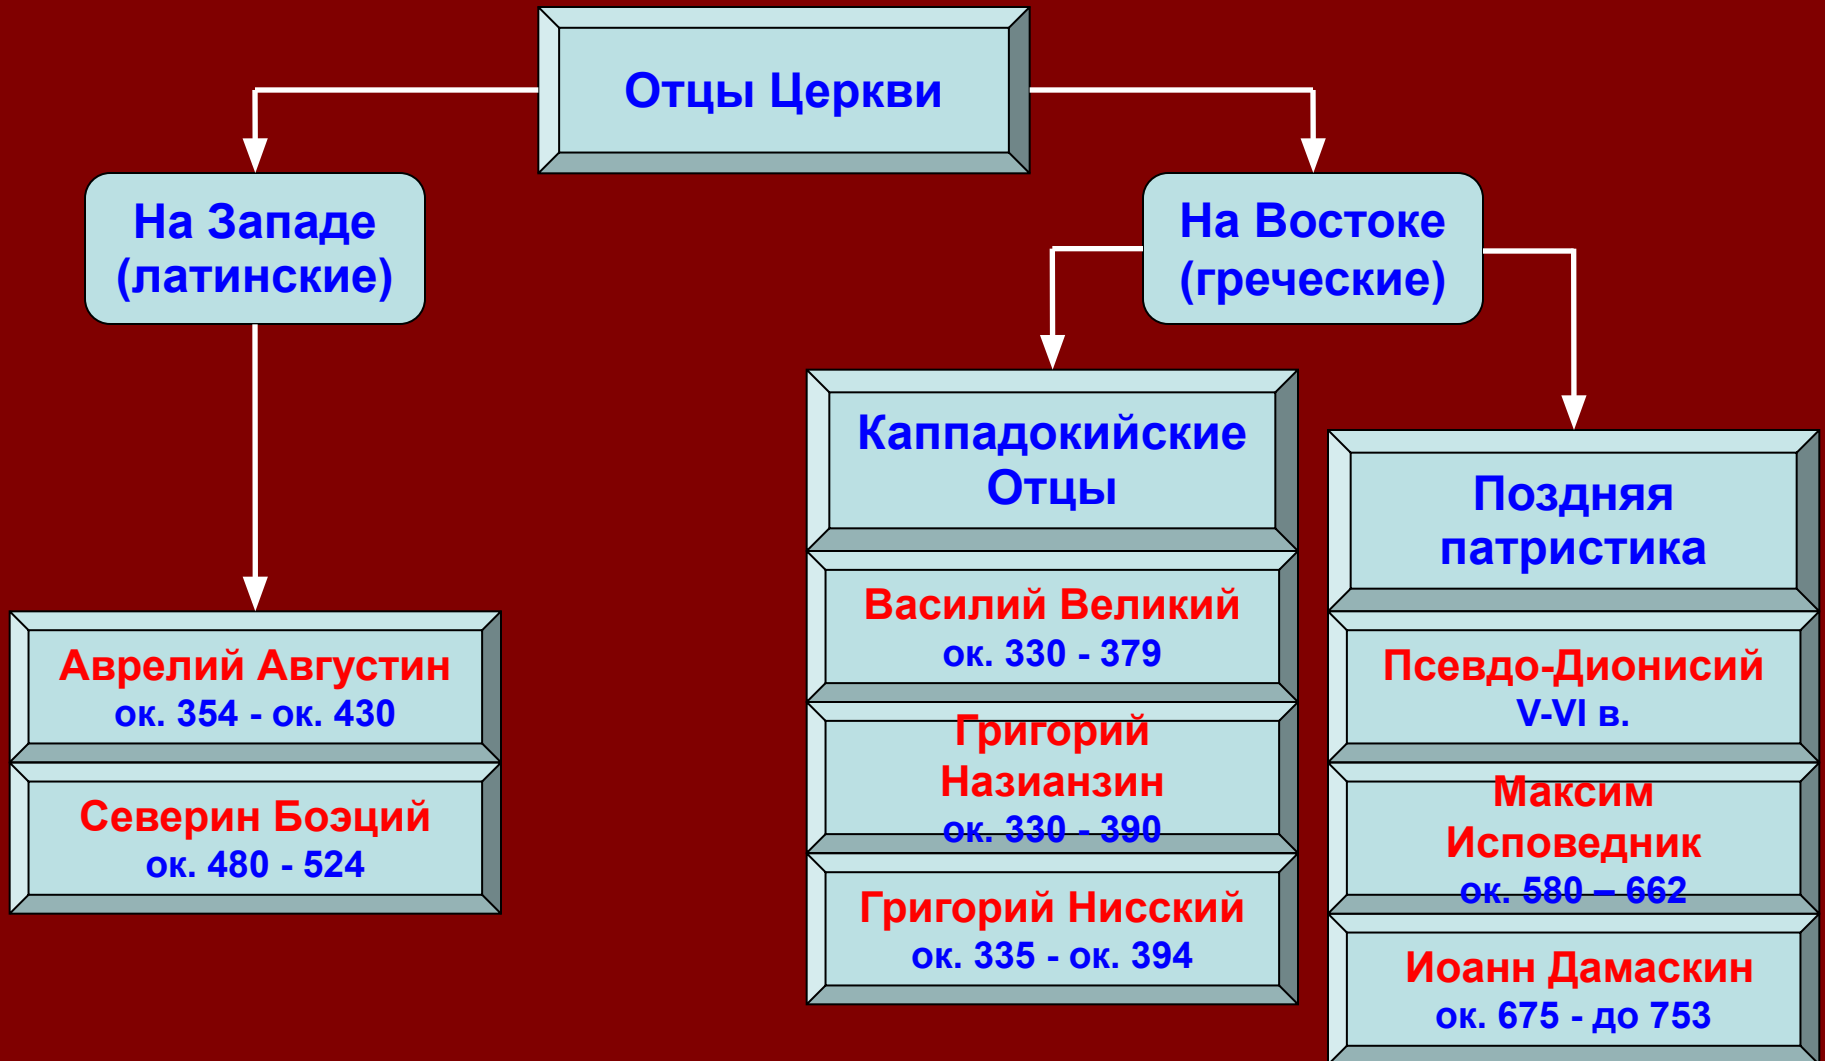 Отцы Церкви
На Западе
(латинские)
На Востоке
(греческие)
Аврелий Августин
ок. 354 - ок. 430
Северин Боэций
ок. 480 - 524
Каппадокийские
Отцы
Василий Великий
ок. 330 - 379
Григорий
Назианзин
ок. 330 - 390
Григорий Нисский
ок. 335 - ок. 394
Поздняя
патристика
Псевдо-Дионисий
V-VI в.
Максим
Исповедник
ок. 580 – 662
Иоанн Дамаскин
ок. 675 - до 753